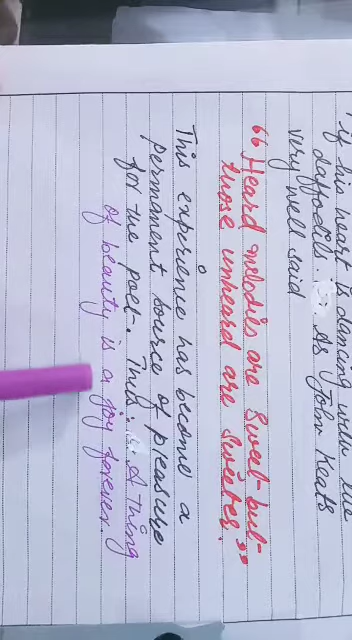 if his heart is dancing with the
daffodils. As John Keats
very well said
"Heard melodies are Sweet but
those unheard are Sweeter."
This experience has become a
permanent source of pleasure
for the poet. Thus: A thing
of beauty is a joy forever.